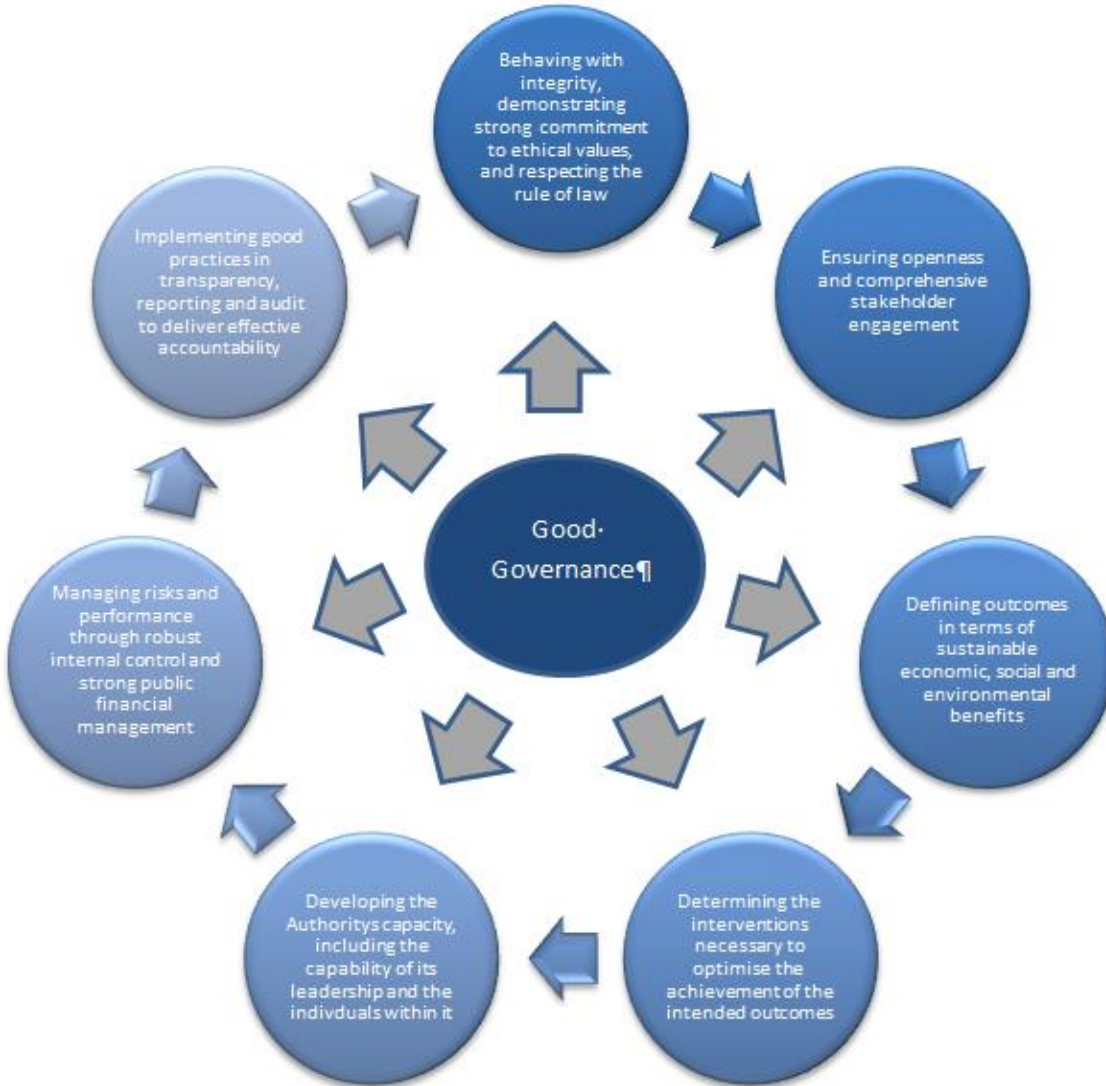 Behaving with
integrity,
demonstrating
strong commitment
to ethical values,
and respecting the
rule of law
Ensuring openness
and comprehensive
stakeholder
engagement
Defining outcomes
in terms of
sustainable
economic, social and
environmental
benefits
Determining the
interventions
necessary to
optimise the
achievement of the
intended outcomes
Developing the
Authoritys capacity,
including the
capability of its
leadership and the
indivduals within it
Managing risks and
performance
through robust
internal control and
strong public
financial
management
Implementing good
practices in
transparency,
reporting and audit
to deliver effective
accountability
Good·
Governance¶